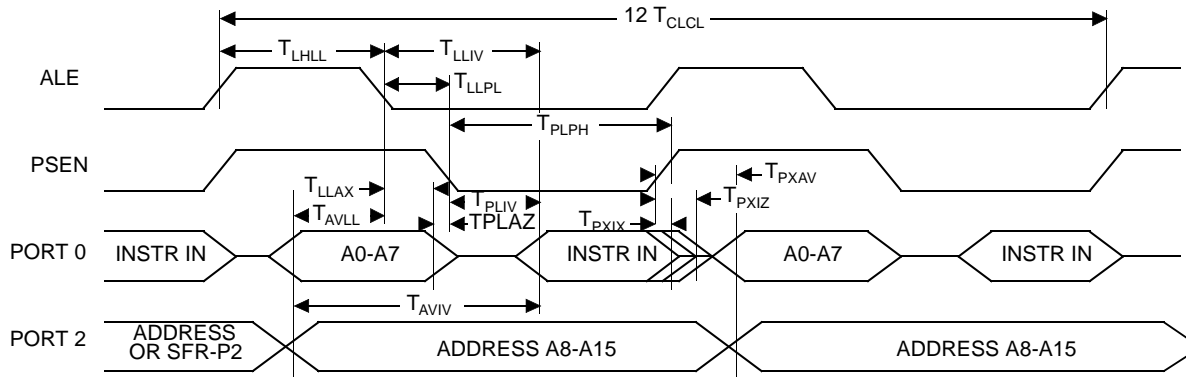 12 TCLCL
TLHLL TLLIV
ALE
TLLPL
TPLPH
PSEN
TLLAX TPXAV
TPLIV TPXIZ
TAVLL TPLAZ TPXIX
PORT 0 INSTR IN A0-A7 INSTR IN A0-A7 INSTR IN
TAVIV
PORT 2 ADDRESS OR SFR-P2 ADDRESS A8-A15 ADDRESS A8-A15